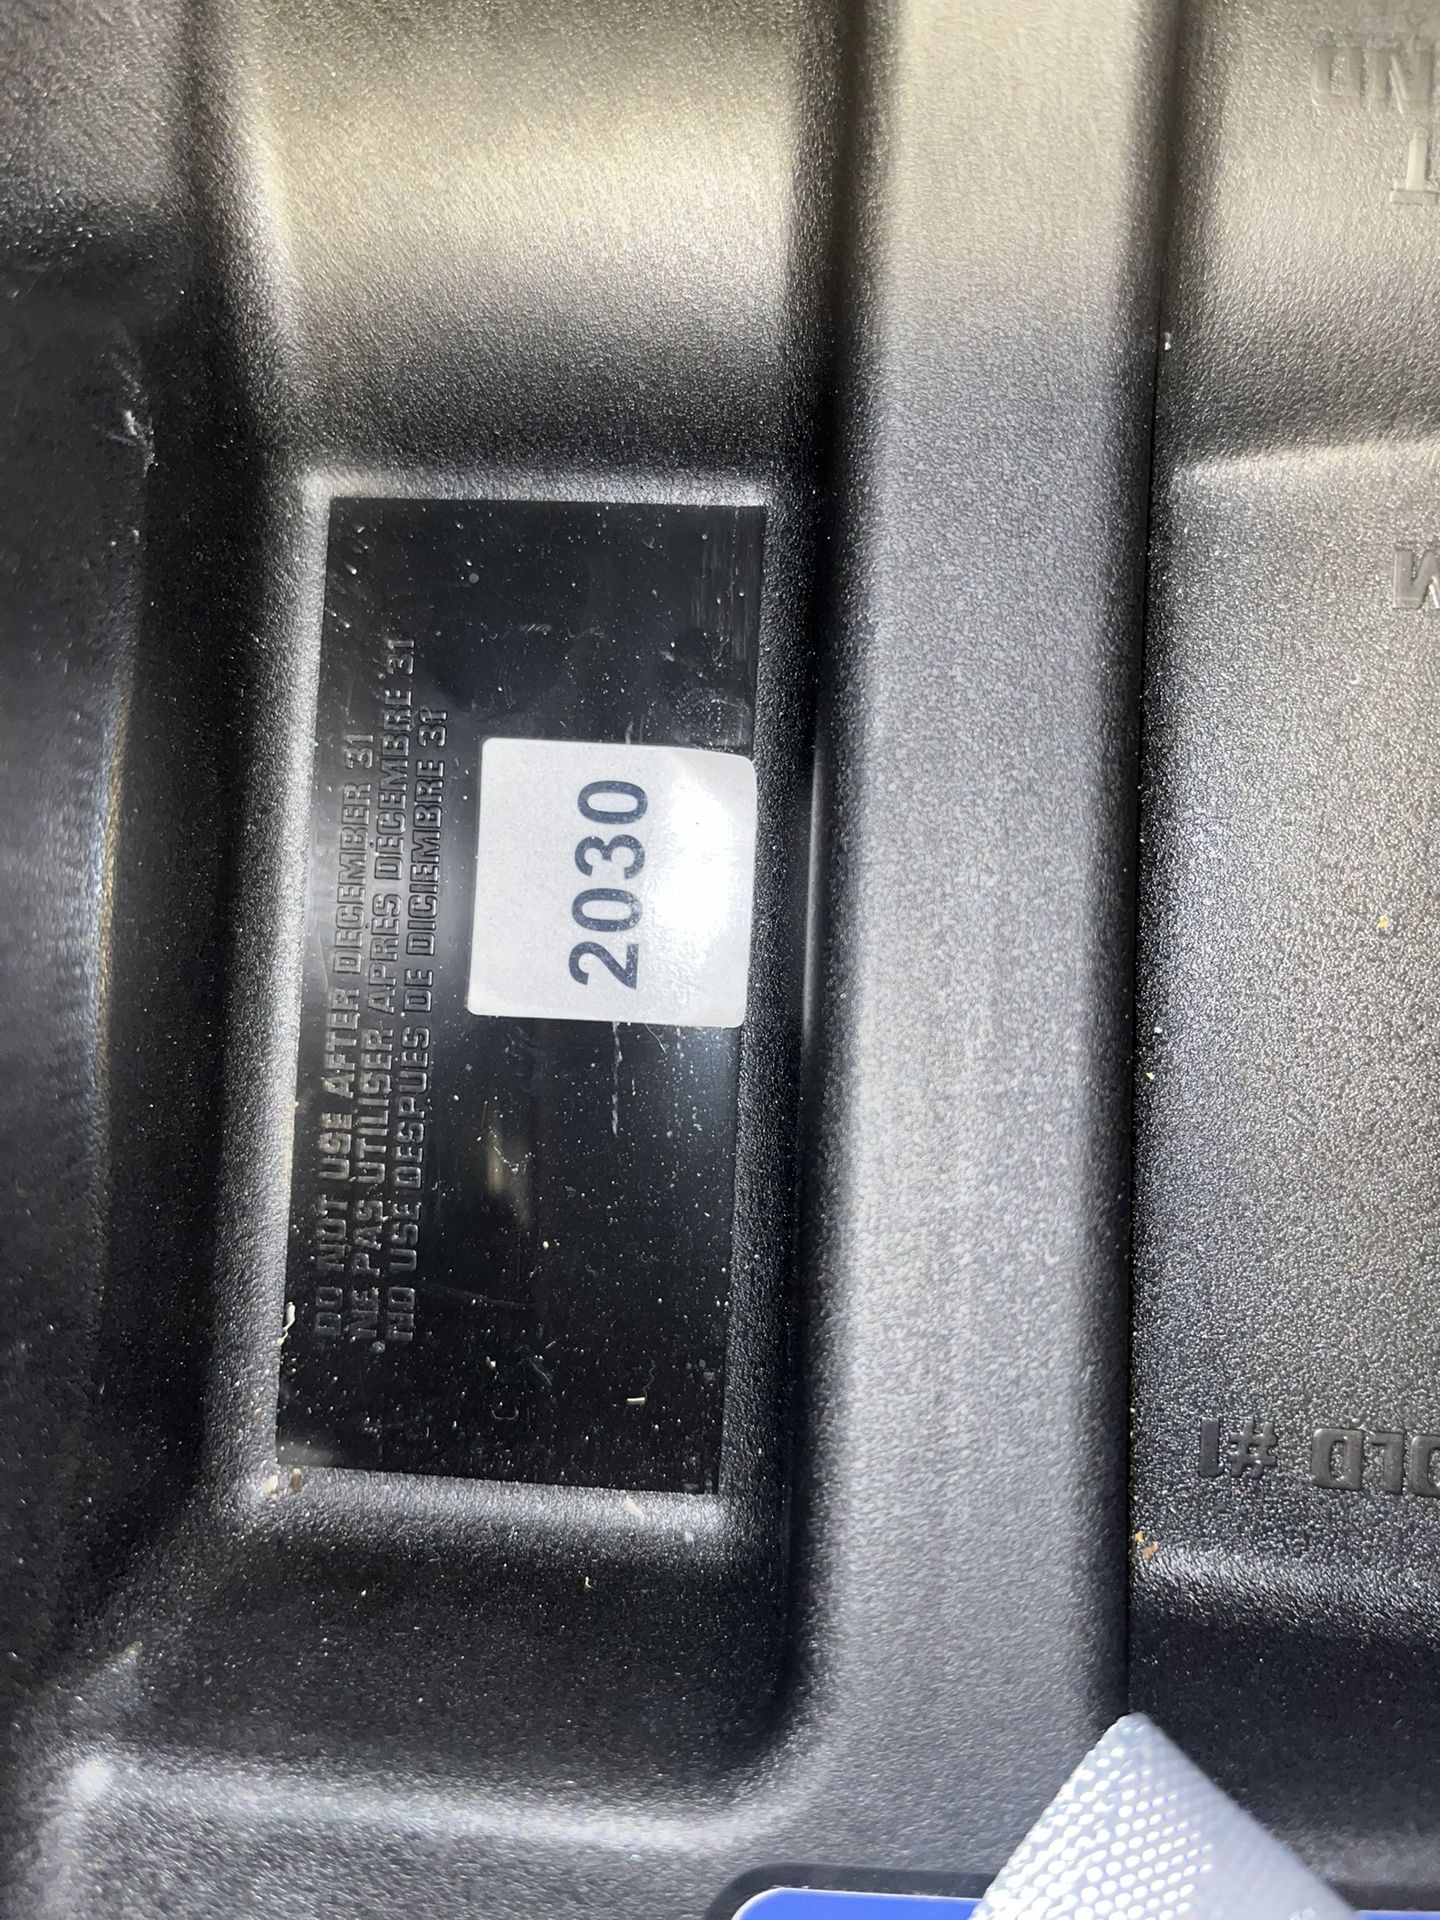 DO NOT USE AFTER DECEMBER 31
NE PAS UTILISER APRÈS DÉCEMBRE 31
NO USE DESPUES DE DICIEMBRE 31
2030
#1